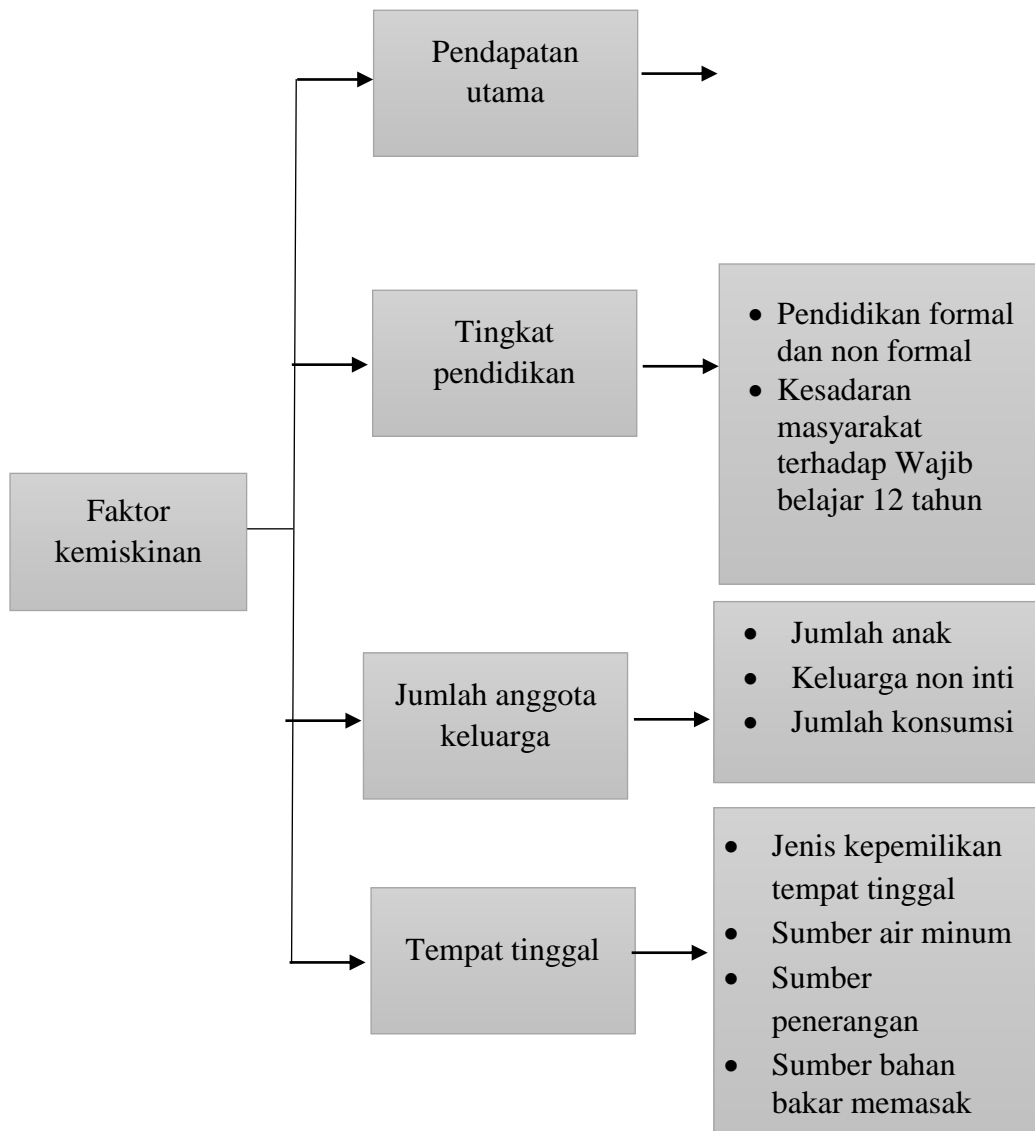 Pendapatan
utama
Tingkat
pendidikan
• Pendidikan formal
dan non formal
• Kesadaran
masyarakat
terhadap Wajib
belajar 12 tahun
Faktor
kemiskinan
Jumlah anggota
keluarga
• Jumlah anak
• Keluarga non inti
• Jumlah konsumsi
Tempat tinggal
• Jenis kepemilikan
tempat tinggal
• Sumber air minum
• Sumber
penerangan
• Sumber bahan
bakar memasak